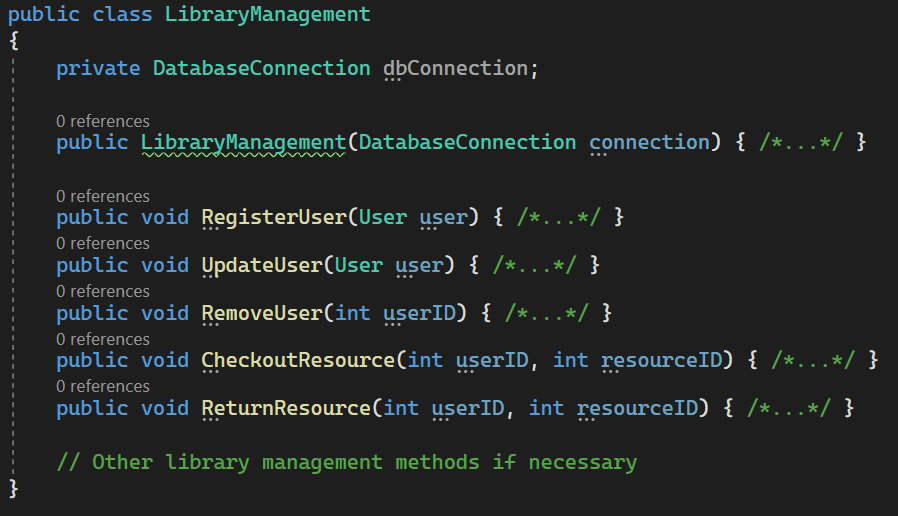 public class LibraryManagement
{
private DatabaseConnection dbConnection;
0 references
public LibraryManagement(DatabaseConnection connection) { /*...*/ }
0 references
public void RegisterUser(User user) { /*...*/ }
0 references
public void UpdateUser(User user) { /*...*/ }
0 references
public void RemoveUser(int userID) { /*...*/ }
0 references
public void CheckoutResource(int userID, int resourceID) { /*...*/ }
0 references
public void ReturnResource(int userID, int resourceID) { /*...*/ }
// Other library management methods if necessary
}